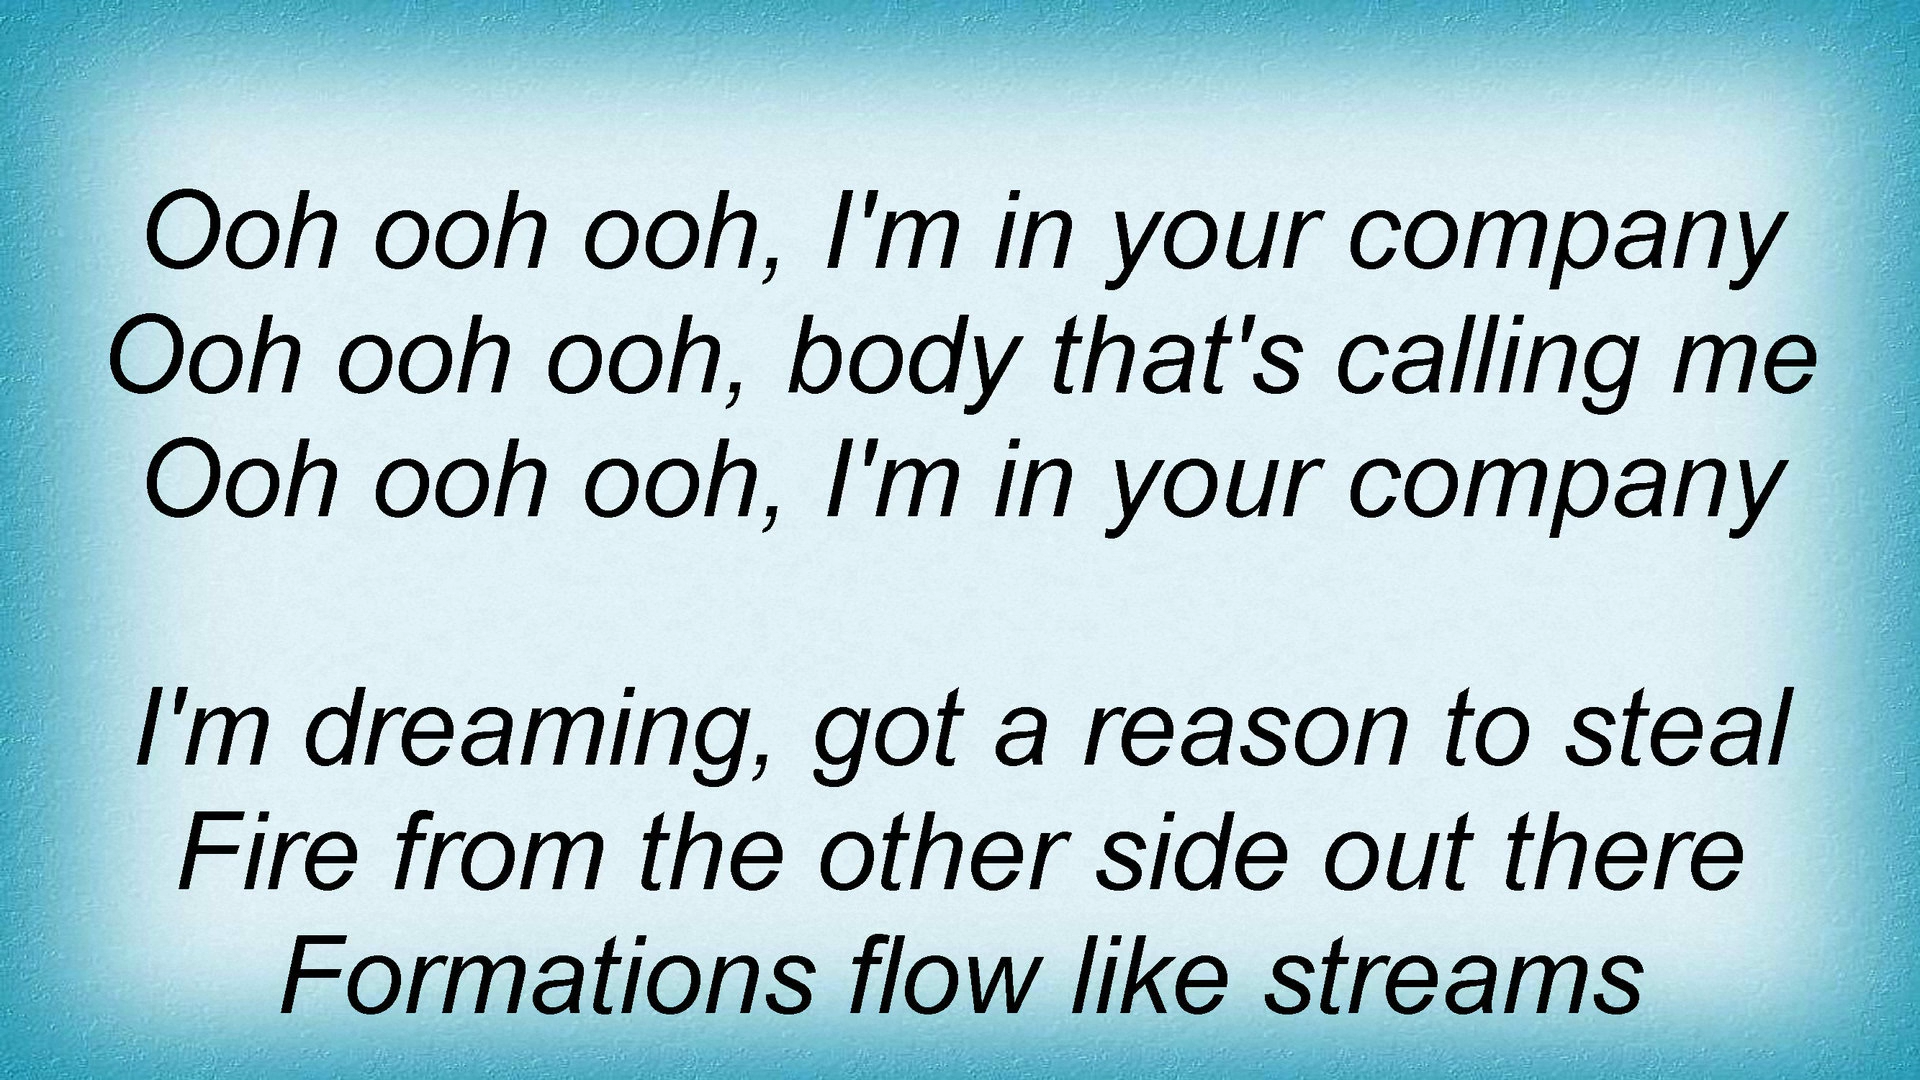 Ooh ooh ooh, I'm in your company
Ooh ooh ooh, body that's calling me
Ooh ooh ooh, I'm in your company
I'm dreaming, got a reason to steal
Fire from the other side out there
Formations flow like streams